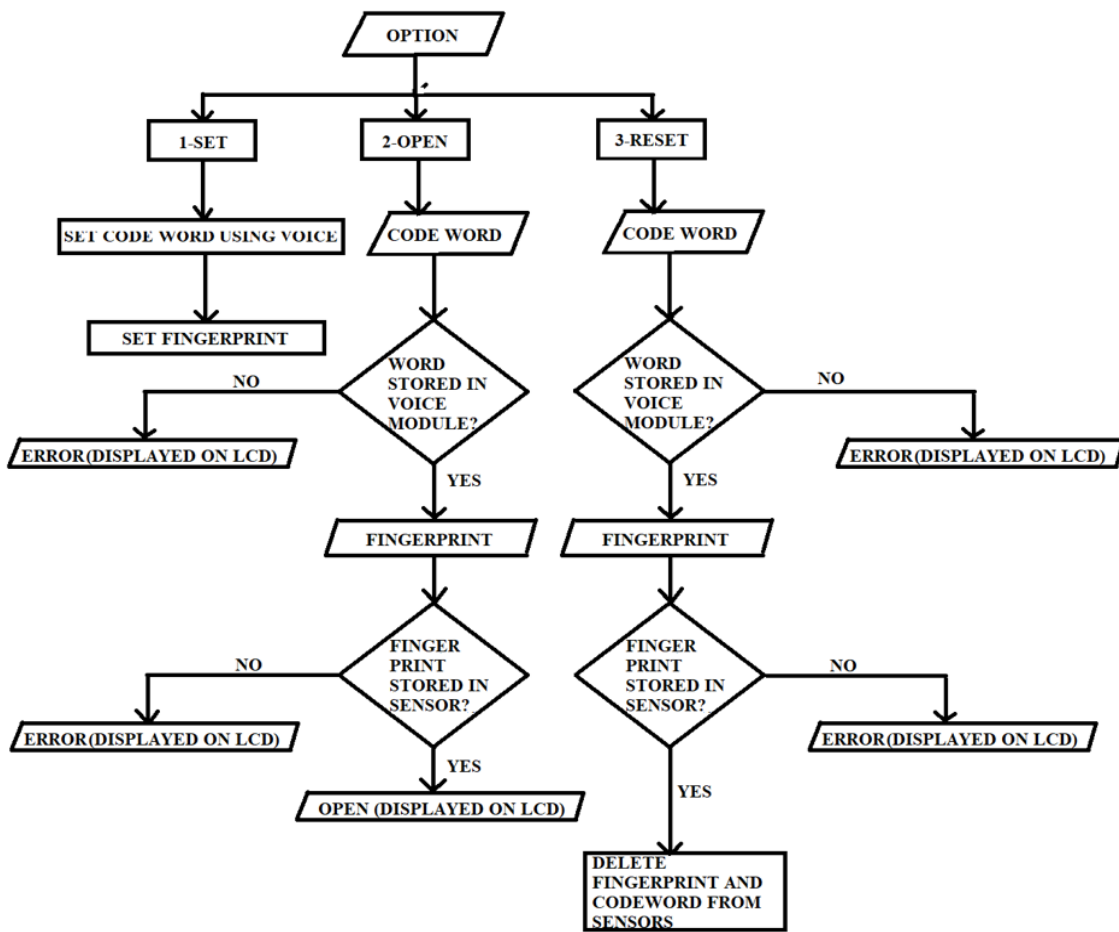 OPTION
1-SET
2-OPEN
3-RESET
SET CODE WORD USING VOICE
CODE WORD
CODE WORD
SET FINGERPRINT
WORD
STORED IN
VOICE
MODULE?
WORD
STORED IN
VOICE
MODULE?
NO
NO
ERROR(DISPLAYED ON LCD)
ERROR(DISPLAYED ON LCD)
YES
YES
FINGERPRINT
FINGERPRINT
FINGER
PRINT
STORED IN
SENSOR?
FINGER
PRINT
STORED IN
SENSOR?
NO
NO
ERROR(DISPLAYED ON LCD)
ERROR(DISPLAYED ON LCD)
YES
YES
OPEN (DISPLAYED ON LCD)
DELETE
FINGERPRINT AND
CODEWORD FROM
SENSORS